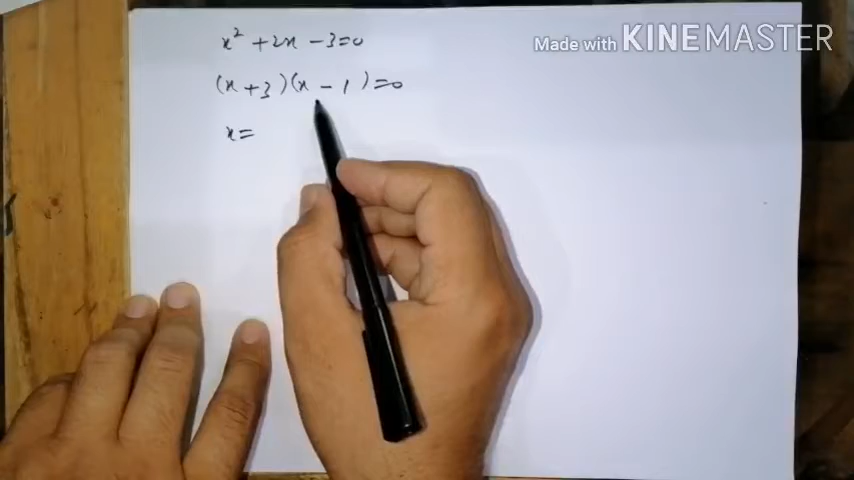 x² + 2x - 3 = 0
Made with KINEMASTER
(x + 3)(x - 1) = 0
x =